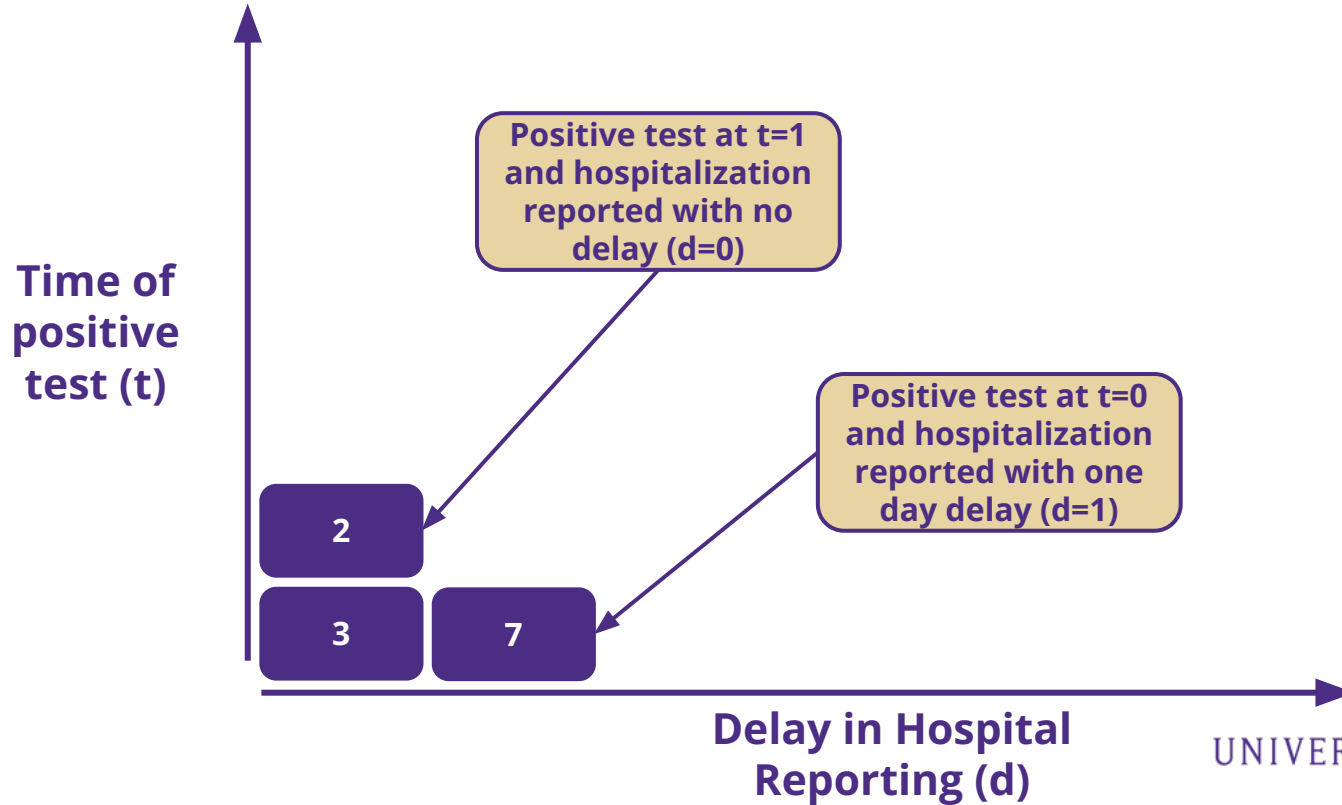 Positive test at t=1
and hospitalization
reported with no
delay (d=0)
Time of
positive
test (t)
Positive test at t=0
and hospitalization
reported with one
day delay (d=1)
2
3
7
Delay in Hospital
Reporting (d)
UNIVER